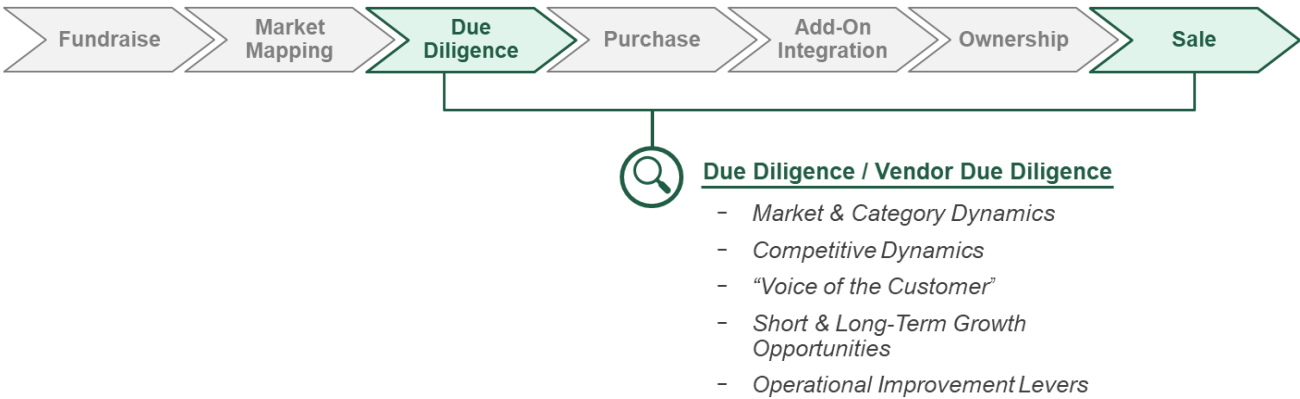 Fundraise
Market
Mapping
Due
Diligence
Purchase
Add-On
Integration
Ownership
Sale
Due Diligence / Vendor Due Diligence
- Market & Category Dynamics
- Competitive Dynamics
- “Voice of the Customer”
- Short & Long-Term Growth
Opportunities
- Operational Improvement Levers